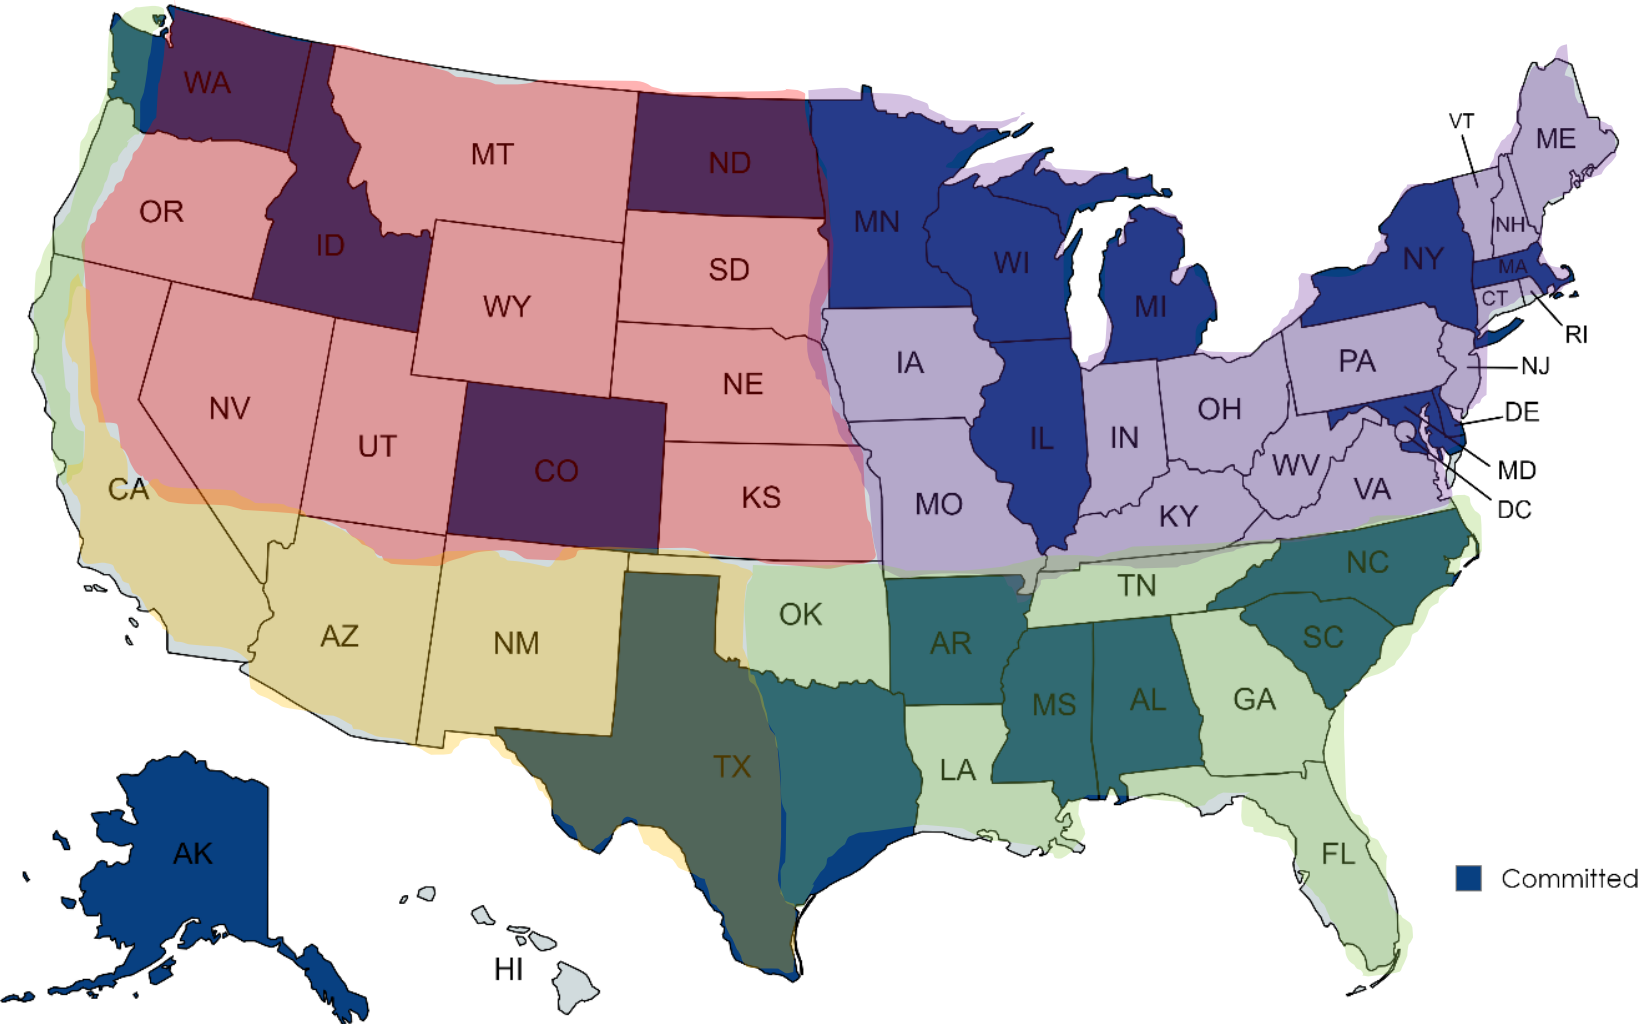 VT
ME
WA
MT
ND
OR
NH
MN
ID
SD
WI
NY
MA
WY
MI
CT
RI
IA
PA
NJ
NE
NV
OH
DE
UT
IL
IN
CO
WV
MD
CA
KS
MO
VA
DC
KY
NC
TN
OK
AZ
NM
AR
SC
MS
AL
GA
TX
LA
AK
FL
Committed
HI